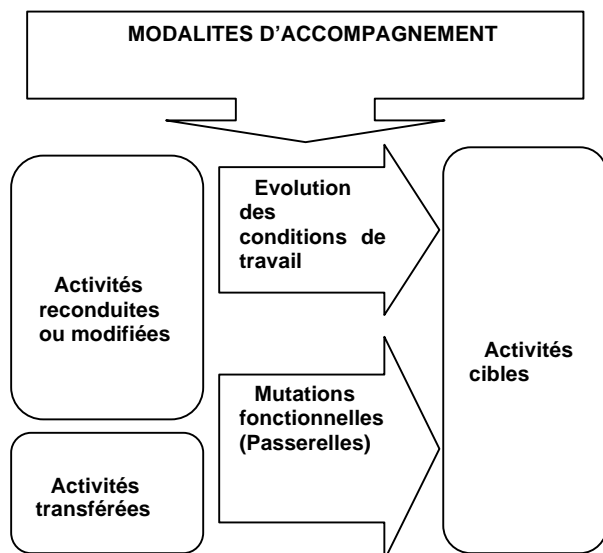 MODALITES D'ACCOMPAGNEMENT
Evolution
des
conditions de
travail
Activités
reconduites
ou modifiées
Activités
cibles
Mutations
fonctionnelles
(Passerelles)
Activités
transférées